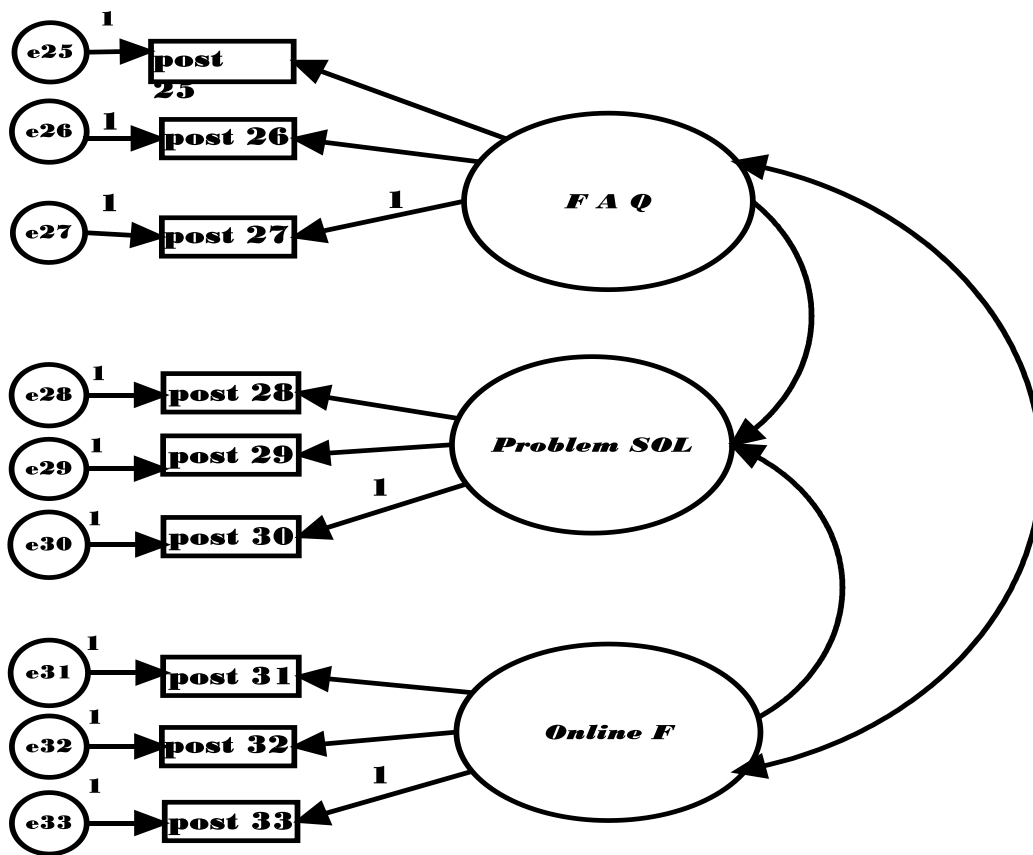 1
e25
post
25
e26
1
post 26
F A Q
e27
1
post 27
1
e28
1
post 28
e29
1
post 29
Problem SOL
e30
1
post 30
1
e31
1
post 31
e32
1
post 32
Online F
e33
1
post 33
1